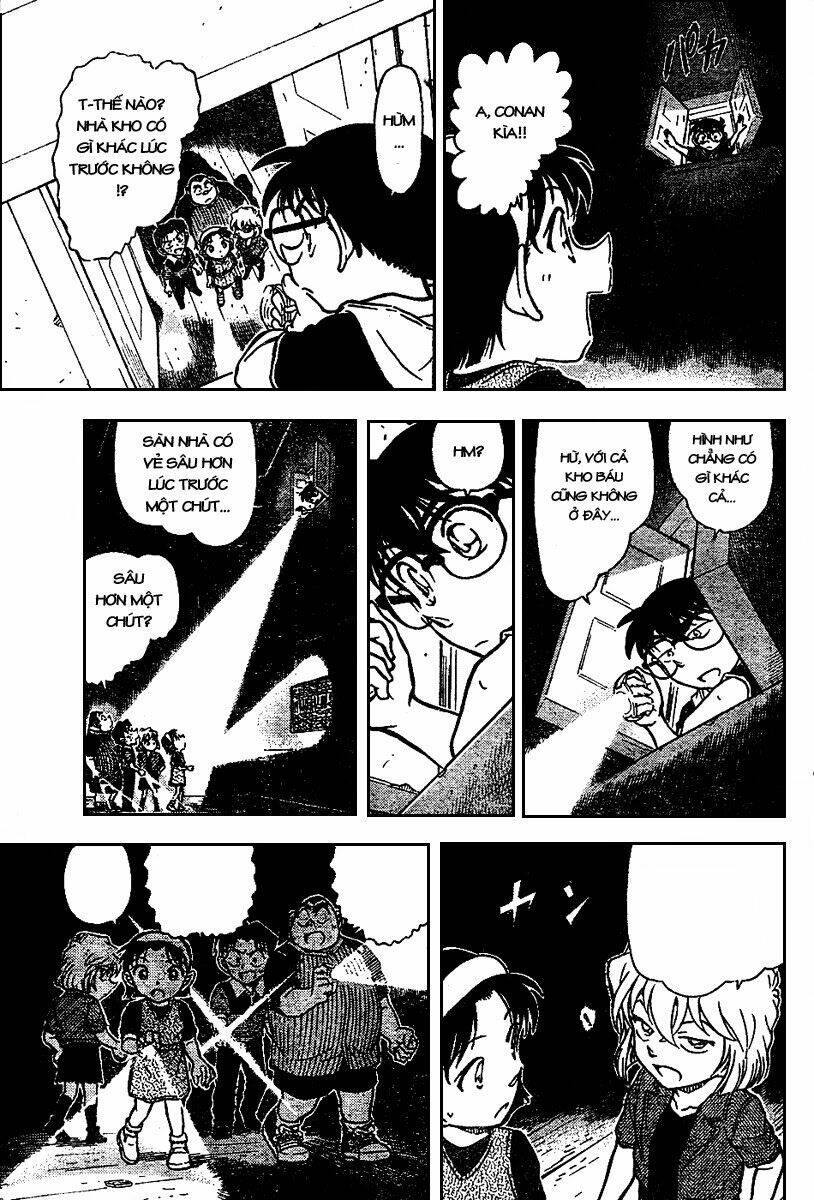 パカ
A, CONAN
KÌA!!
HỪM
...
T-THẾ NÀO?
NHÀ KHO CÓ
GÌ KHÁC LÚC
TRƯỚC KHÔNG
!?
HÌNH NHƯ
CHẲNG CÓ
GÌ KHÁC
CẢ...
HỪ, VỚI CẢ
KHO BÁU
CŨNG KHÔNG
Ở ĐÂY...
HM?
SÀN NHÀ CÓ
VẺ SÂU HƠN
LÚC TRƯỚC
MỘT CHÚT...
SÂU
HƠN MỘT
CHÚT?